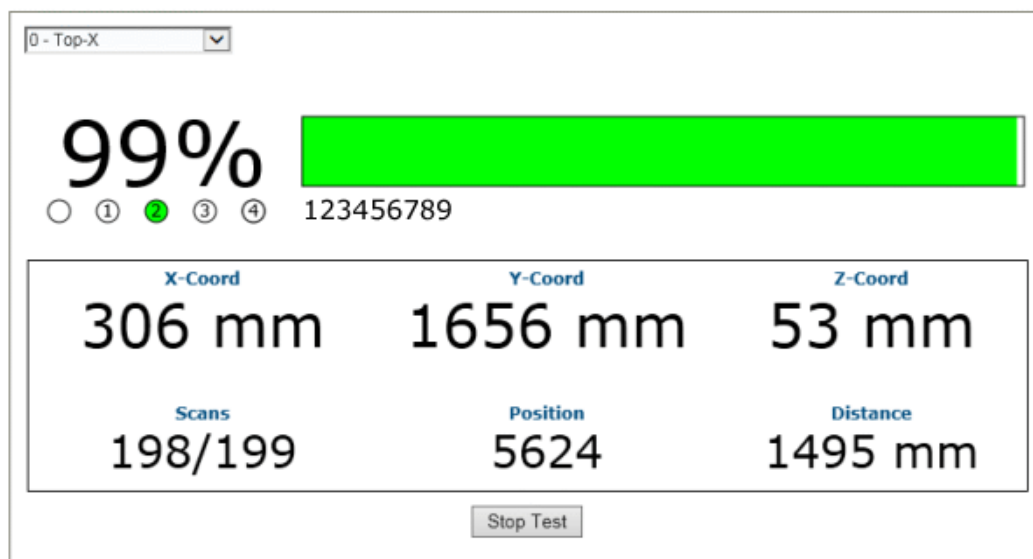 0 - Top-X
99%
1 2 3 4 123456789
X-Coord Y-Coord Z-Coord
306 mm 1656 mm 53 mm
Scans Position Distance
198/199 5624 1495 mm
Stop Test